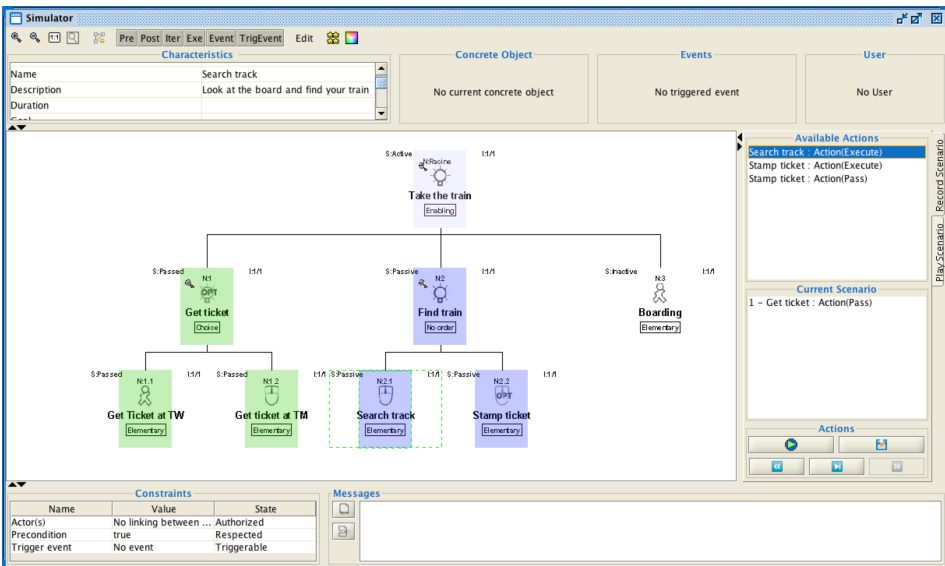 Simulator
1:1 Pre Post Iter Exe Event TrigEvent Edit
Characteristics
Name Search track
Description Look at the board and find your train
Duration
Concrete Object
No current concrete object
Events
No triggered event
User
No User
S:Active I:1/1
N:Racine
Take the train
Enabling
S:Passed I:1/1
N:1
OPT
Get ticket
Choice
S:Passive I:1/1
N:2
Find train
No order
S:Inactive I:1/1
N:3
Boarding
Elementary
S:Passed I:1/1
N:1.1
Get Ticket at TW
Elementary
S:Passed I:1/1
N:1.2
Get ticket at TM
Elementary
S:Passive I:1/1
N:2.1
Search track
Elementary
S:Passive I:1/1
N:2.2
OPT
Stamp ticket
Elementary
Available Actions
Search track : Action(Execute)
Stamp ticket : Action(Execute)
Stamp ticket : Action(Pass)
Record Scenario
Play Scenario
Current Scenario
1 – Get ticket : Action(Pass)
Actions
Constraints
Name Value State
Actor(s) No linking between ... Authorized
Precondition true Respected
Trigger event No event Triggerable
Messages